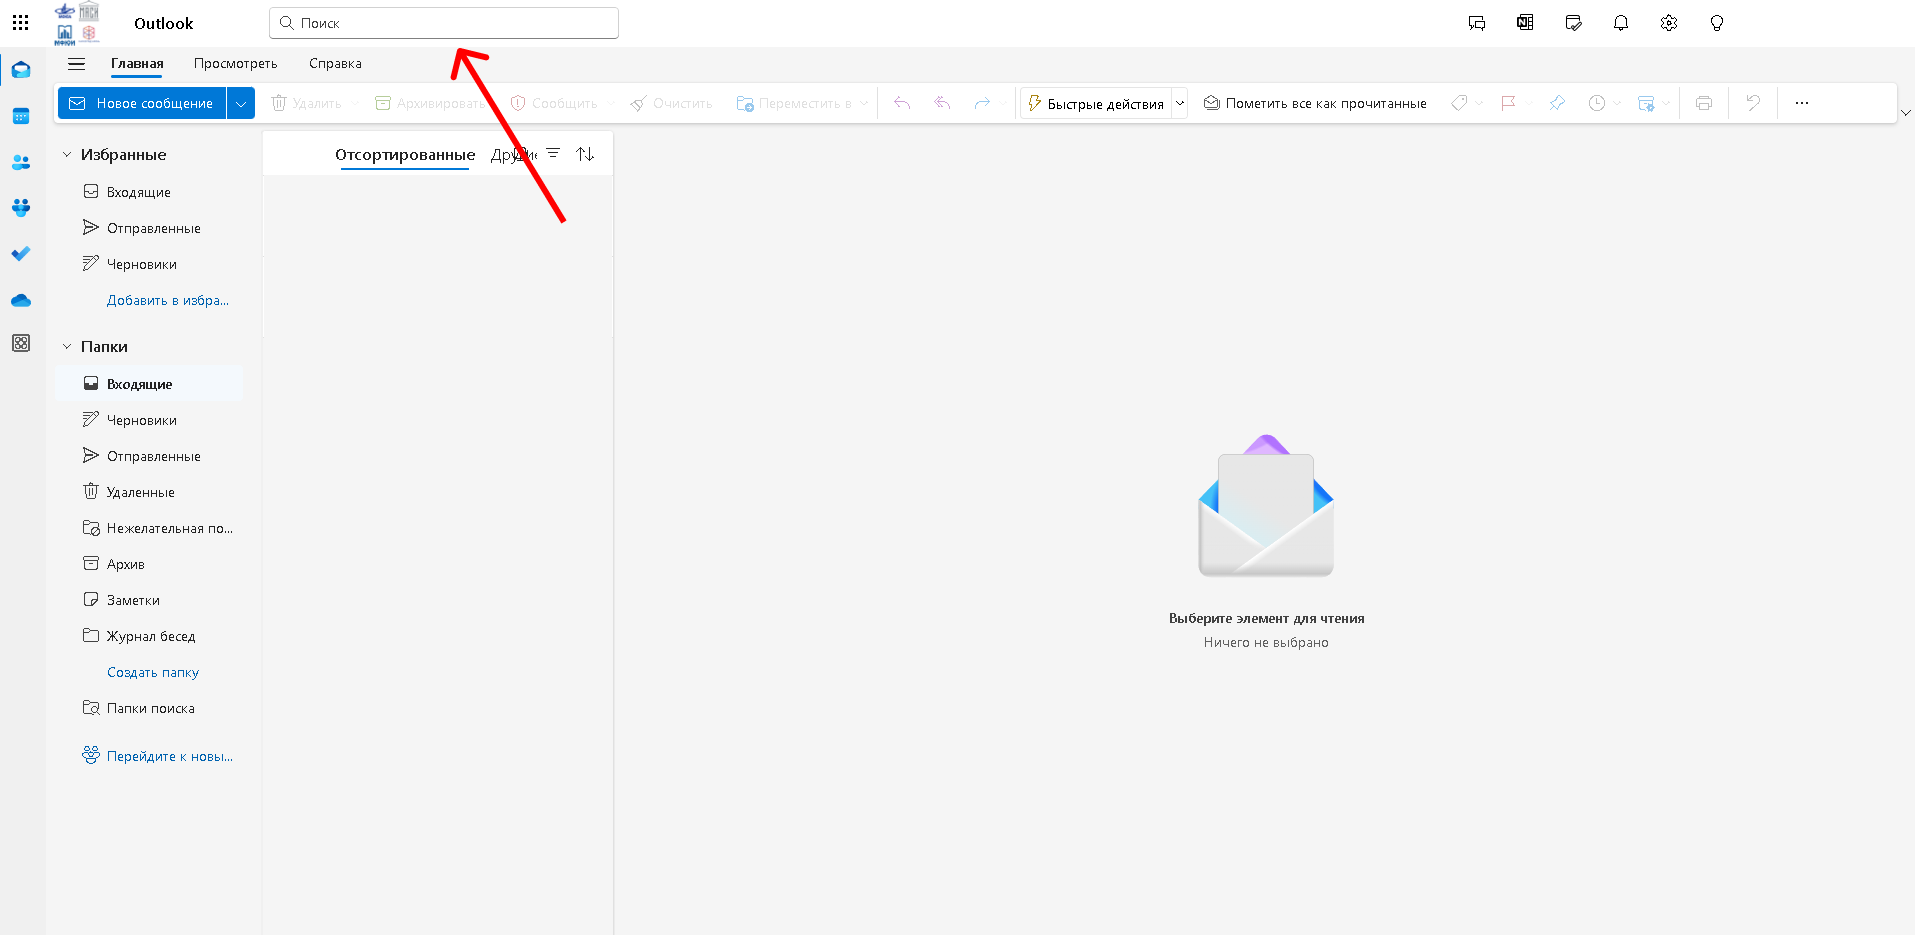 Outlook
Поиск
Главная Просмотреть Справка
Новое сообщение Удалить Архивировать Сообщить Очистить Переместить в Быстрые действия Пометить все как прочитанные
Избранные
Входящие
Отправленные
Черновики
Добавить в избра...
Папки
Входящие
Черновики
Отправленные
Удаленные
Нежелательная по...
Архив
Заметки
Журнал бесед
Создать папку
Папки поиска
Перейдите к новы...
Отсортированные
Выберите элемент для чтения
Ничего не выбрано